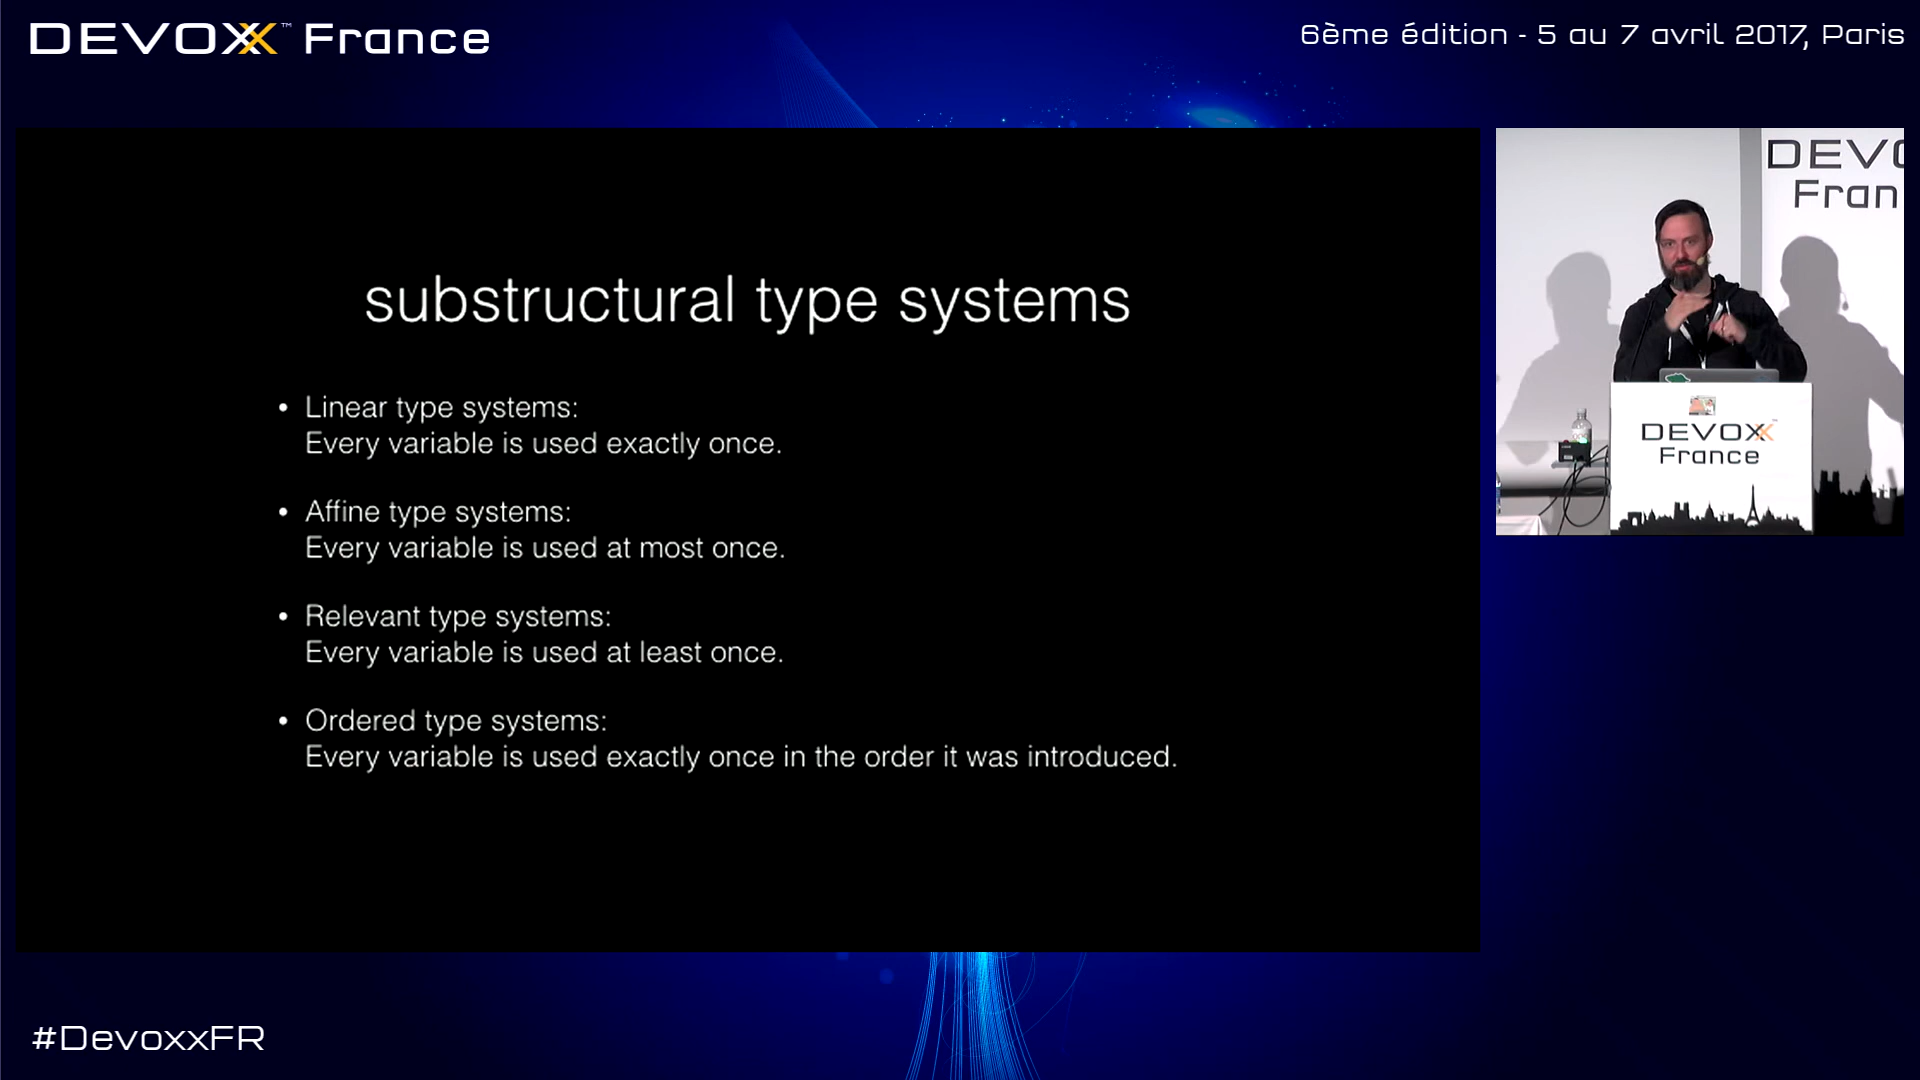 DEVOXX™ France
6ème édition - 5 au 7 avril 2017, Paris
substructural type systems
• Linear type systems:
Every variable is used exactly once.
• Affine type systems:
Every variable is used at most once.
• Relevant type systems:
Every variable is used at least once.
• Ordered type systems:
Every variable is used exactly once in the order it was introduced.
DEVO
Fran
DEVOXX
France
#DevoxxFR